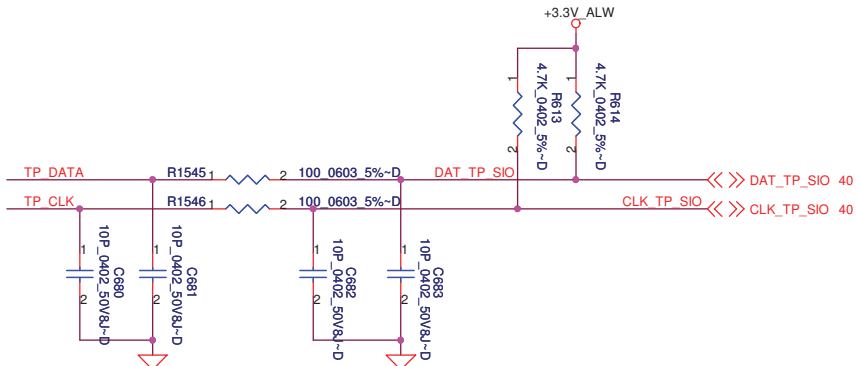 +3.3V_ALW
1
1
4.7K_0402_5%~D
R613
4.7K_0402_5%~D
R614
2
2
TP_DATA
R1545
1
2
100_0603_5%~D
DAT_TP_SIO
DAT_TP_SIO
40
TP_CLK
R1546
1
2
100_0603_5%~D
CLK_TP_SIO
CLK_TP_SIO
40
1
2
10P_0402_50V8J~D
C680
1
2
10P_0402_50V8J~D
C681
1
2
10P_0402_50V8J~D
C682
1
2
10P_0402_50V8J~D
C683